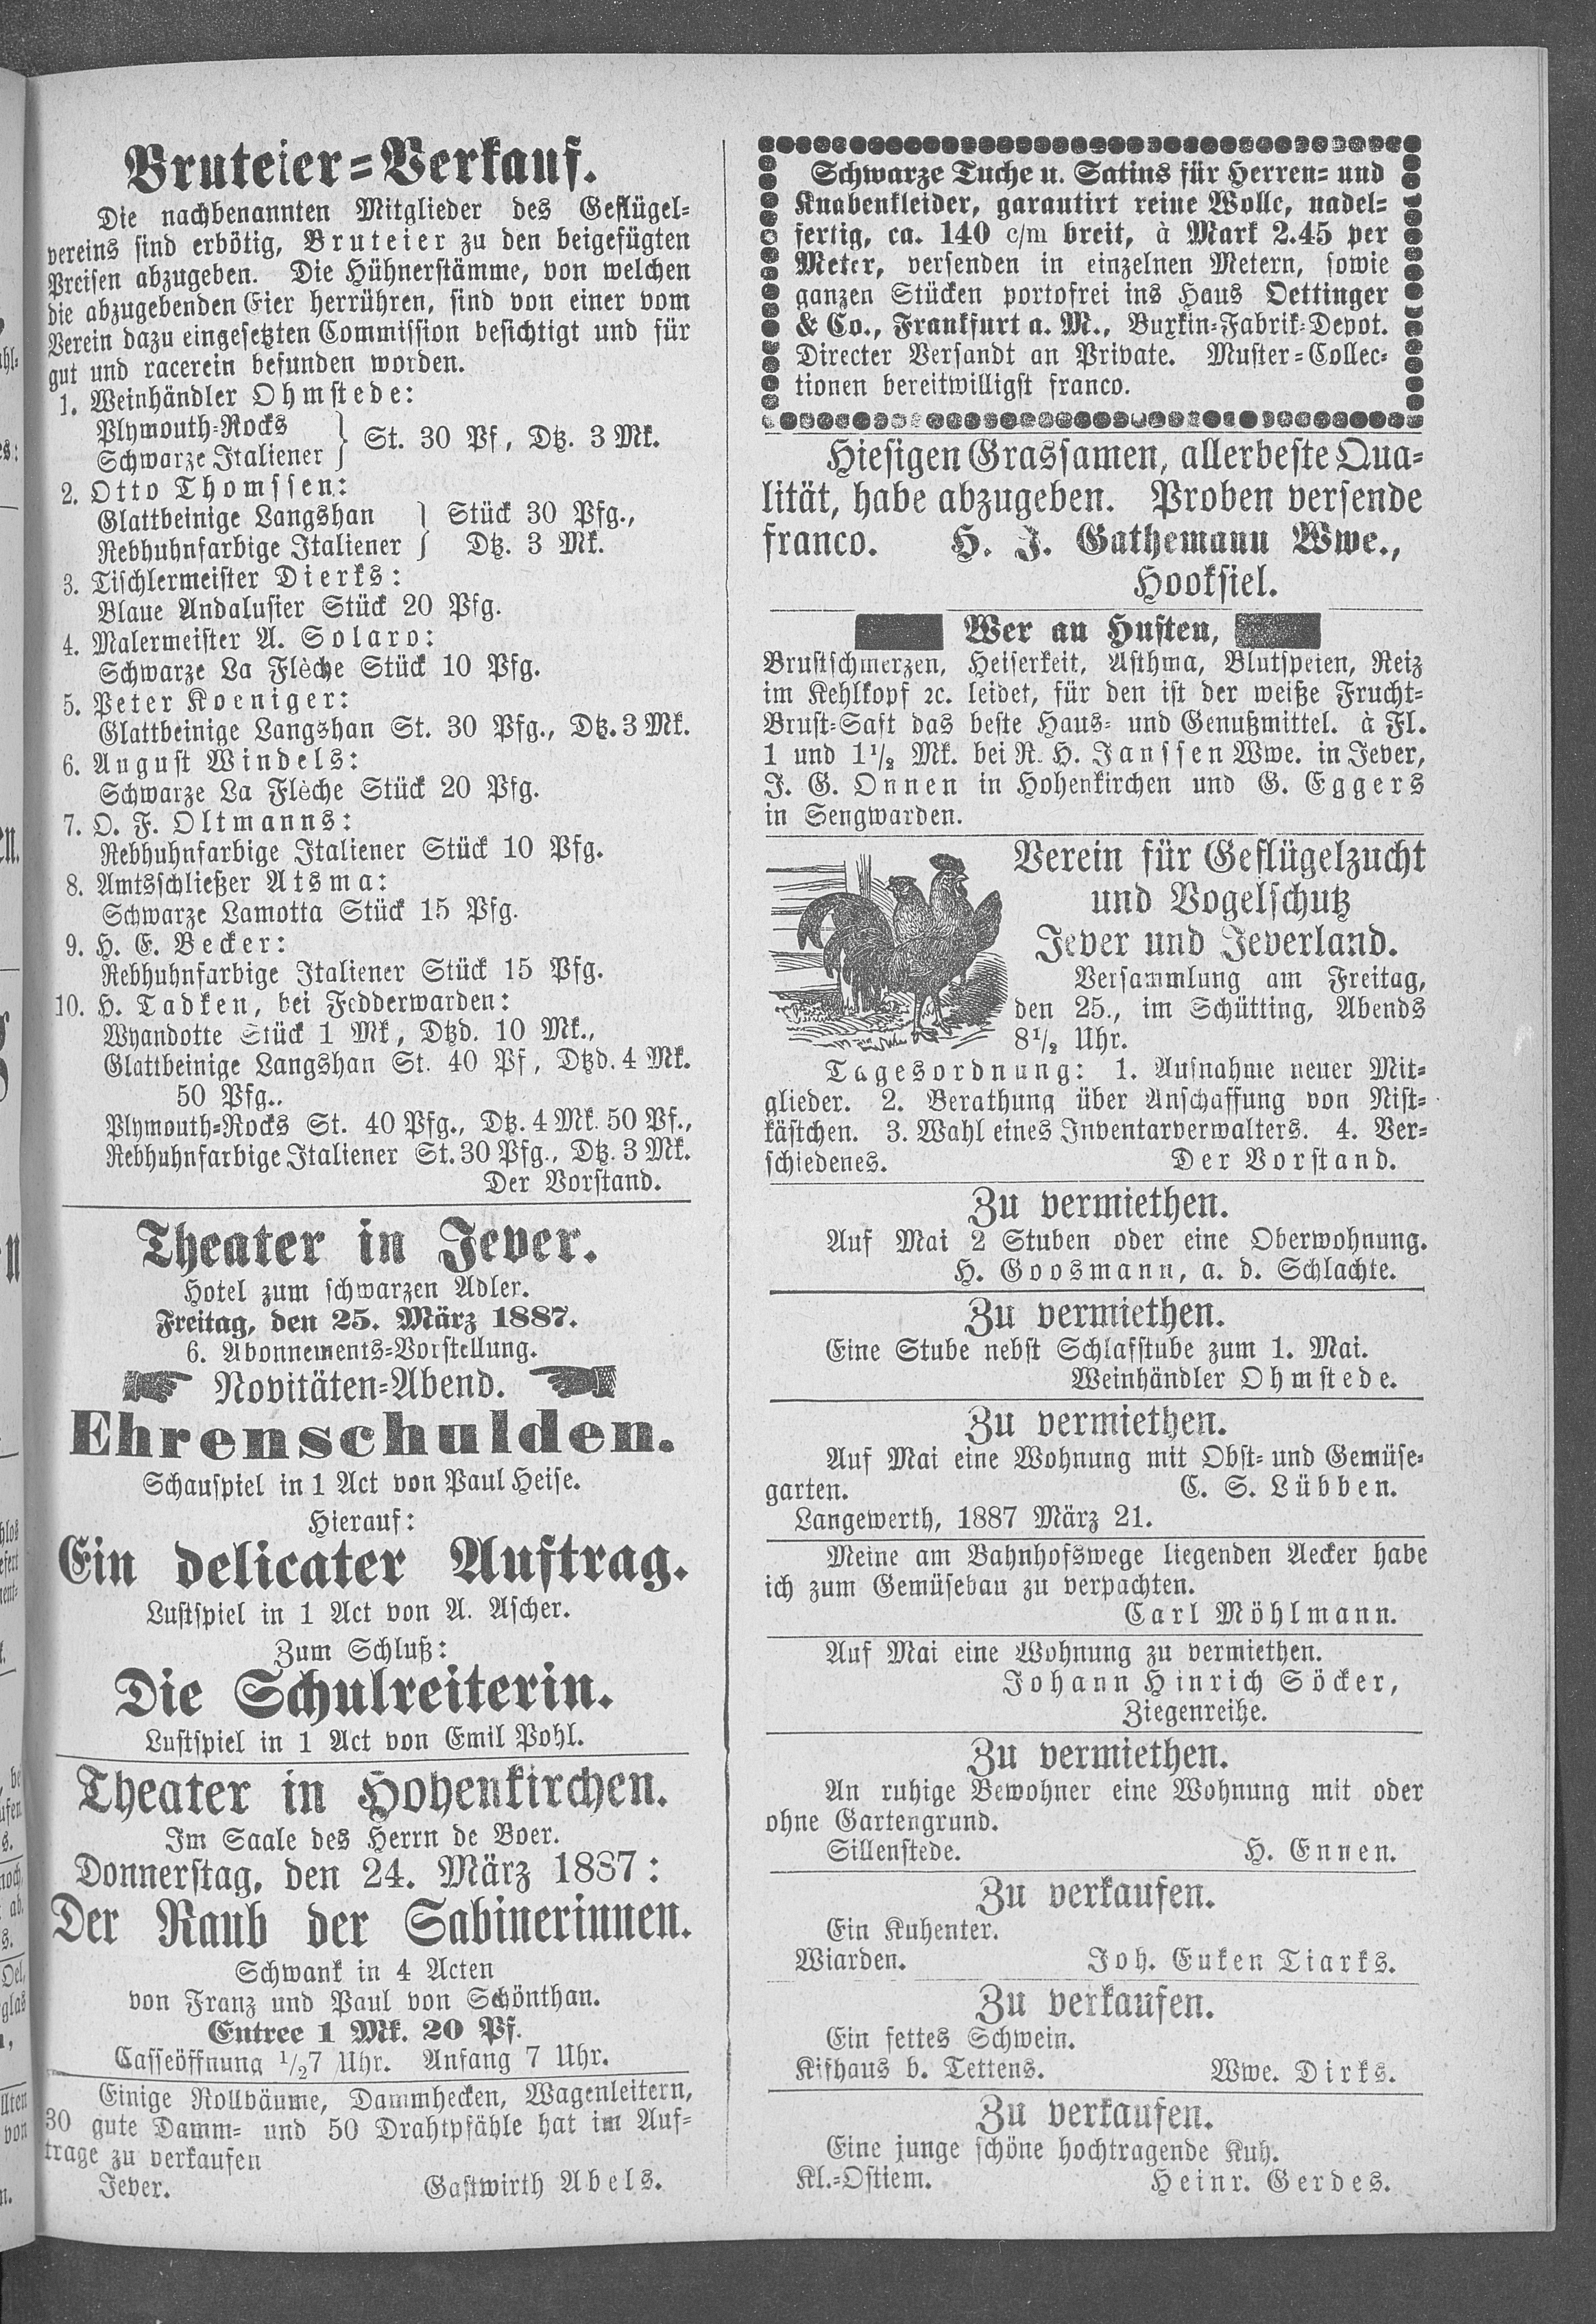 Bruteier-Verkauf.
Die nachbenannten Mitglieder des Geflügel-
vereins sind erbötig, Bruteier zu den beigefügten
Preisen abzugeben. Die Hühnerstämme, von welchen
die abzugebenden Eier herrühren, sind von einer vom
Verein dazu eingesetzten Commission besichtigt und für
gut und racerein befunden worden.
1. Weinhändler Ohmstede:
Plymouth-Rocks
Schwarze Italiener } St. 30 Pf, Dtz. 3 Mk.
2. Otto Thomssen:
Glattbeinige Langshan } Stück 30 Pfg.,
Rebhuhnfarbige Italiener } Dtz. 3 Mk.
3. Tischlermeister Dierks:
Blaue Andalusier Stück 20 Pfg.
4. Malermeister A. Solaro:
Schwarze La Flèche Stück 10 Pfg.
5. Peter Koeniger:
Glattbeinige Langshan St. 30 Pfg., Dtz. 3 Mk.
6. August Windels:
Schwarze La Flèche Stück 20 Pfg.
7. O. F. Oltmanns:
Rebhuhnfarbige Italiener Stück 10 Pfg.
8. Amtsschließer Atsma:
Schwarze Lamotta Stück 15 Pfg.
9. H. E. Becker:
Rebhuhnfarbige Italiener Stück 15 Pfg.
10. H. Tadken, bei Fedderwarden:
Wyandotte Stück 1 Mk, Dtzd. 10 Mk.,
Glattbeinige Langshan St. 40 Pf, Dtzd. 4 Mk.
50 Pfg..
Plymouth-Rocks St. 40 Pfg., Dtz. 4 Mk. 50 Pf.,
Rebhuhnfarbige Italiener St. 30 Pfg., Dtz. 3 Mk.
Der Vorstand.
Theater in Jever.
Hotel zum schwarzen Adler.
Freitag, den 25. März 1887.
6. Abonnements-Vorstellung.
Novitäten-Abend.
Ehrenschulden.
Schauspiel in 1 Act von Paul Heise.
Hierauf:
Ein delicater Auftrag.
Lustspiel in 1 Act von A. Ascher.
Zum Schluß:
Die Schulreiterin.
Lustspiel in 1 Act von Emil Pohl.
Theater in Hohenkirchen.
Im Saale des Herrn de Boer.
Donnerstag, den 24. März 1887:
Der Raub der Sabinerinnen.
Schwank in 4 Acten
von Franz und Paul von Schönthan.
Entree 1 Mk. 20 Pf.
Casseöffnung ½7 Uhr. Anfang 7 Uhr.
Einige Rollbäume, Dammhecken, Wagenleitern,
30 gute Damm- und 50 Drahtpfähle hat im Auf-
trage zu verkaufen
Jever. Gastwirth Abels.
Schwarze Tuche u. Satins für Herren- und
Knabenkleider, garantirt reine Wolle, nadel-
fertig, ca. 140 c/m breit, à Mark 2.45 per
Meter, versenden in einzelnen Metern, sowie
ganzen Stücken portofrei ins Haus Oettinger
& Co., Frankfurt a. M., Buxkin-Fabrik-Depot.
Directer Versandt an Private. Muster-Collec-
tionen bereitwilligst franco.
Hiesigen Grassamen, allerbeste Qua-
lität, habe abzugeben. Proben versende
franco. H. J. Gathemann Wwe.,
Hooksiel.
Wer an Husten,
Brustschmerzen, Heiserkeit, Asthma, Blutspeien, Reiz
im Kehlkopf ꝛc. leidet, für den ist der weiße Frucht-
Brust-Saft das beste Haus- und Genußmittel. à Fl.
1 und 1½ Mk. bei R. H. Janssen Wwe. in Jever,
J. G. Onnen in Hohenkirchen und G. Eggers
in Sengwarden.
Verein für Geflügelzucht
und Vogelschutz
Jever und Jeverland.
Versammlung am Freitag,
den 25., im Schütting, Abends
8½ Uhr.
Tagesordnung: 1. Aufnahme neuer Mit-
glieder. 2. Berathung über Anschaffung von Nist-
kästchen. 3. Wahl eines Inventarverwalters. 4. Ver-
schiedenes. Der Vorstand.
Zu vermiethen.
Auf Mai 2 Stuben oder eine Oberwohnung.
H. Goosmann, a. d. Schlachte.
Zu vermiethen.
Eine Stube nebst Schlafstube zum 1. Mai.
Weinhändler Ohmstede.
Zu vermiethen.
Auf Mai eine Wohnung mit Obst- und Gemüse-
garten. C. S. Lübben.
Langewerth, 1887 März 21.
Meine am Bahnhofswege liegenden Aecker habe
ich zum Gemüsebau zu verpachten.
Carl Möhlmann.
Auf Mai eine Wohnung zu vermiethen.
Johann Hinrich Söcker,
Ziegenreihe.
Zu vermiethen.
An ruhige Bewohner eine Wohnung mit oder
ohne Gartengrund.
Sillenstede. H. Ennen.
Zu verkaufen.
Ein Kuhenter.
Wiarden. Joh. Euken Tiarks.
Zu verkaufen.
Ein fettes Schwein.
Kifhaus b. Tettens. Wwe. Dirks.
Zu verkaufen.
Eine junge schöne hochtragende Kuh.
Kl.-Ostiem. Heinr. Gerdes.